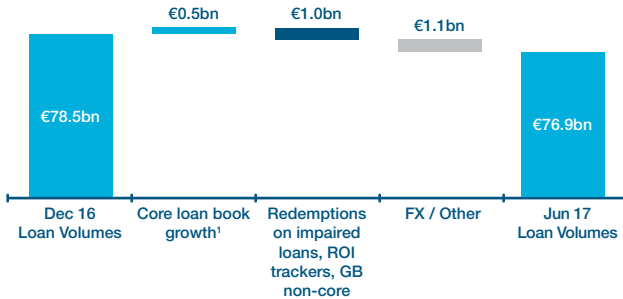 €0.5bn
€1.0bn
€1.1bn
€78.5bn
€76.9bn
Dec 16
Loan Volumes
Core loan book
growth¹
Redemptions
on impaired
loans, ROI
trackers, GB
non-core
FX / Other
Jun 17
Loan Volumes